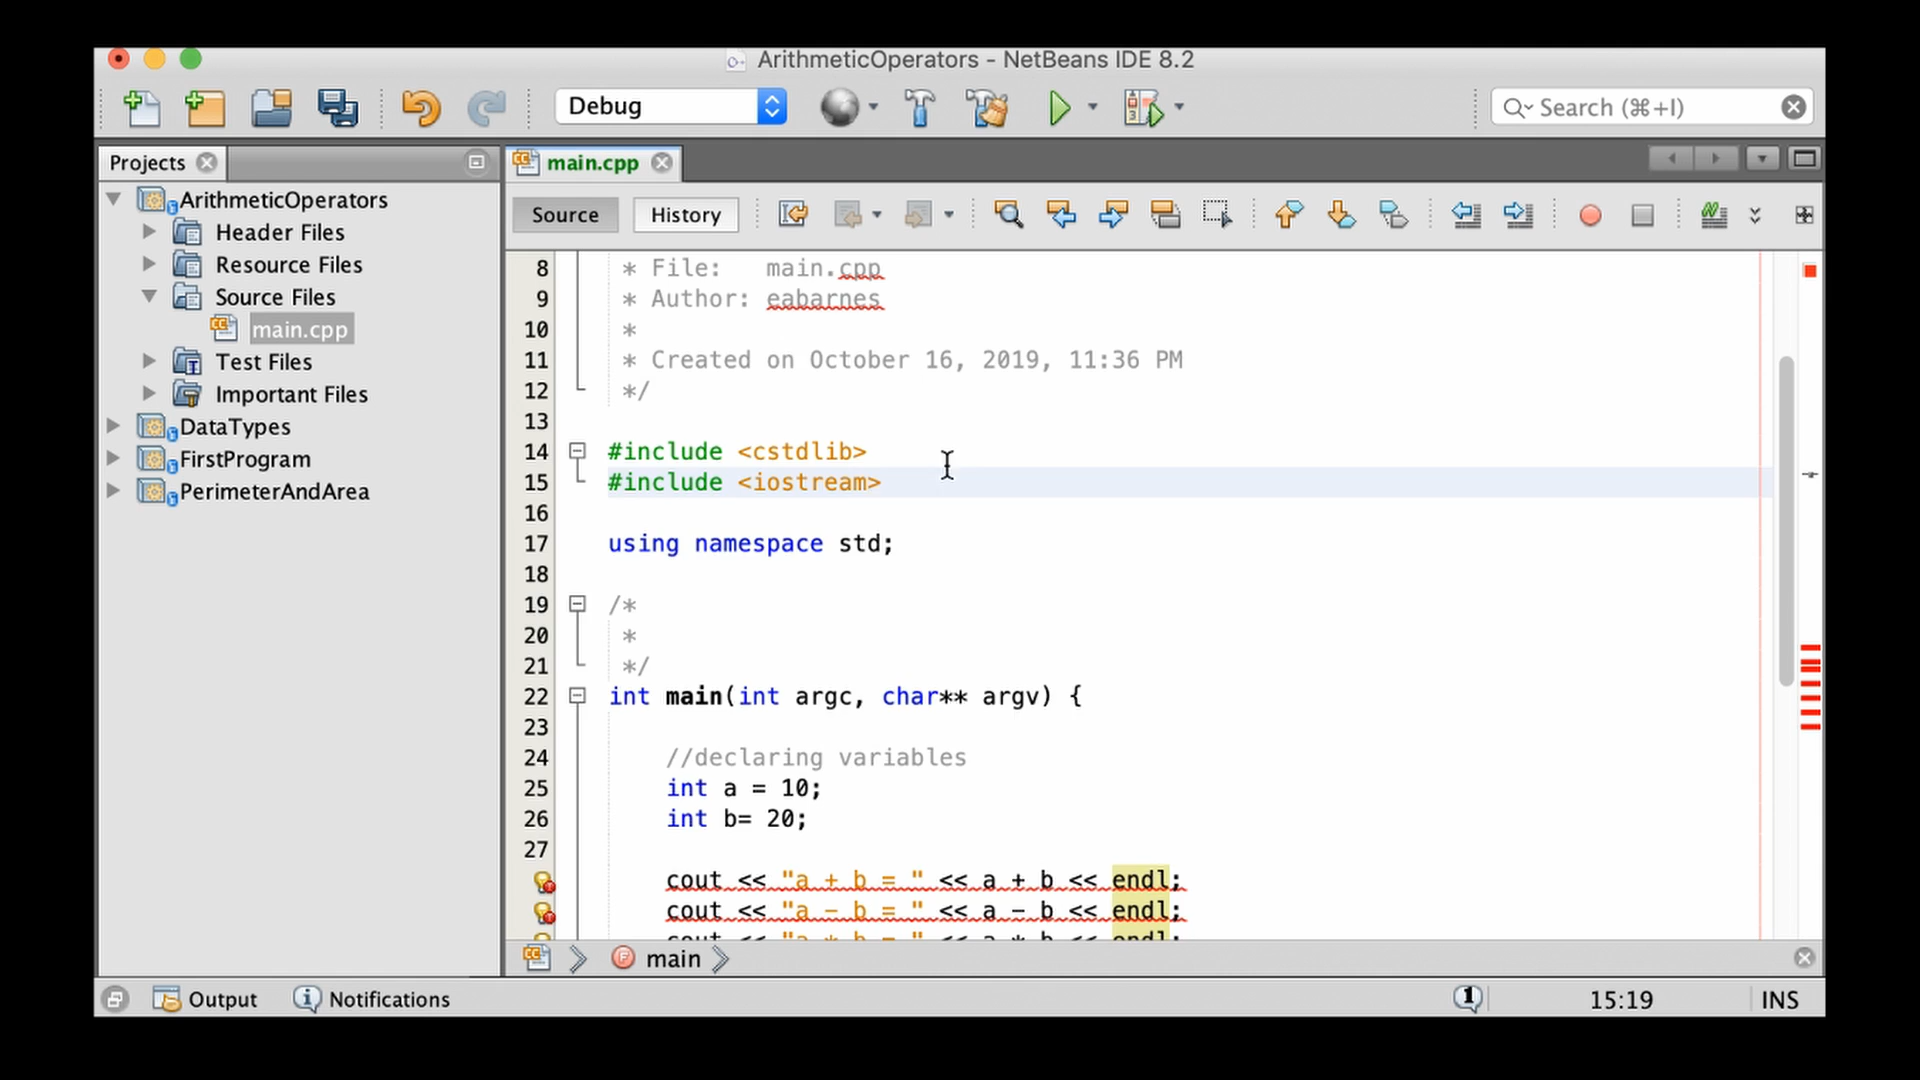 ArithmeticOperators - NetBeans IDE 8.2
Debug
Search (⌘+I)
Projects
main.cpp
ArithmeticOperators
Header Files
Resource Files
Source Files
main.cpp
Test Files
Important Files
DataTypes
FirstProgram
PerimeterAndArea
Source
History
8 * File:   main.cpp
9 * Author: eabarnes
10 *
11 * Created on October 16, 2019, 11:36 PM
12 */
13
14 #include <cstdlib>
15 #include <iostream>
16
17 using namespace std;
18
19 /*
20 *
21 */
22 int main(int argc, char** argv) {
23
24 //declaring variables
25 int a = 10;
26 int b= 20;
27
cout << "a + b = " << a + b << endl;
cout << "a - b = " << a - b << endl;
cout << "a * b = " << a * b << endl;
main
Output
Notifications
1
15:19
INS